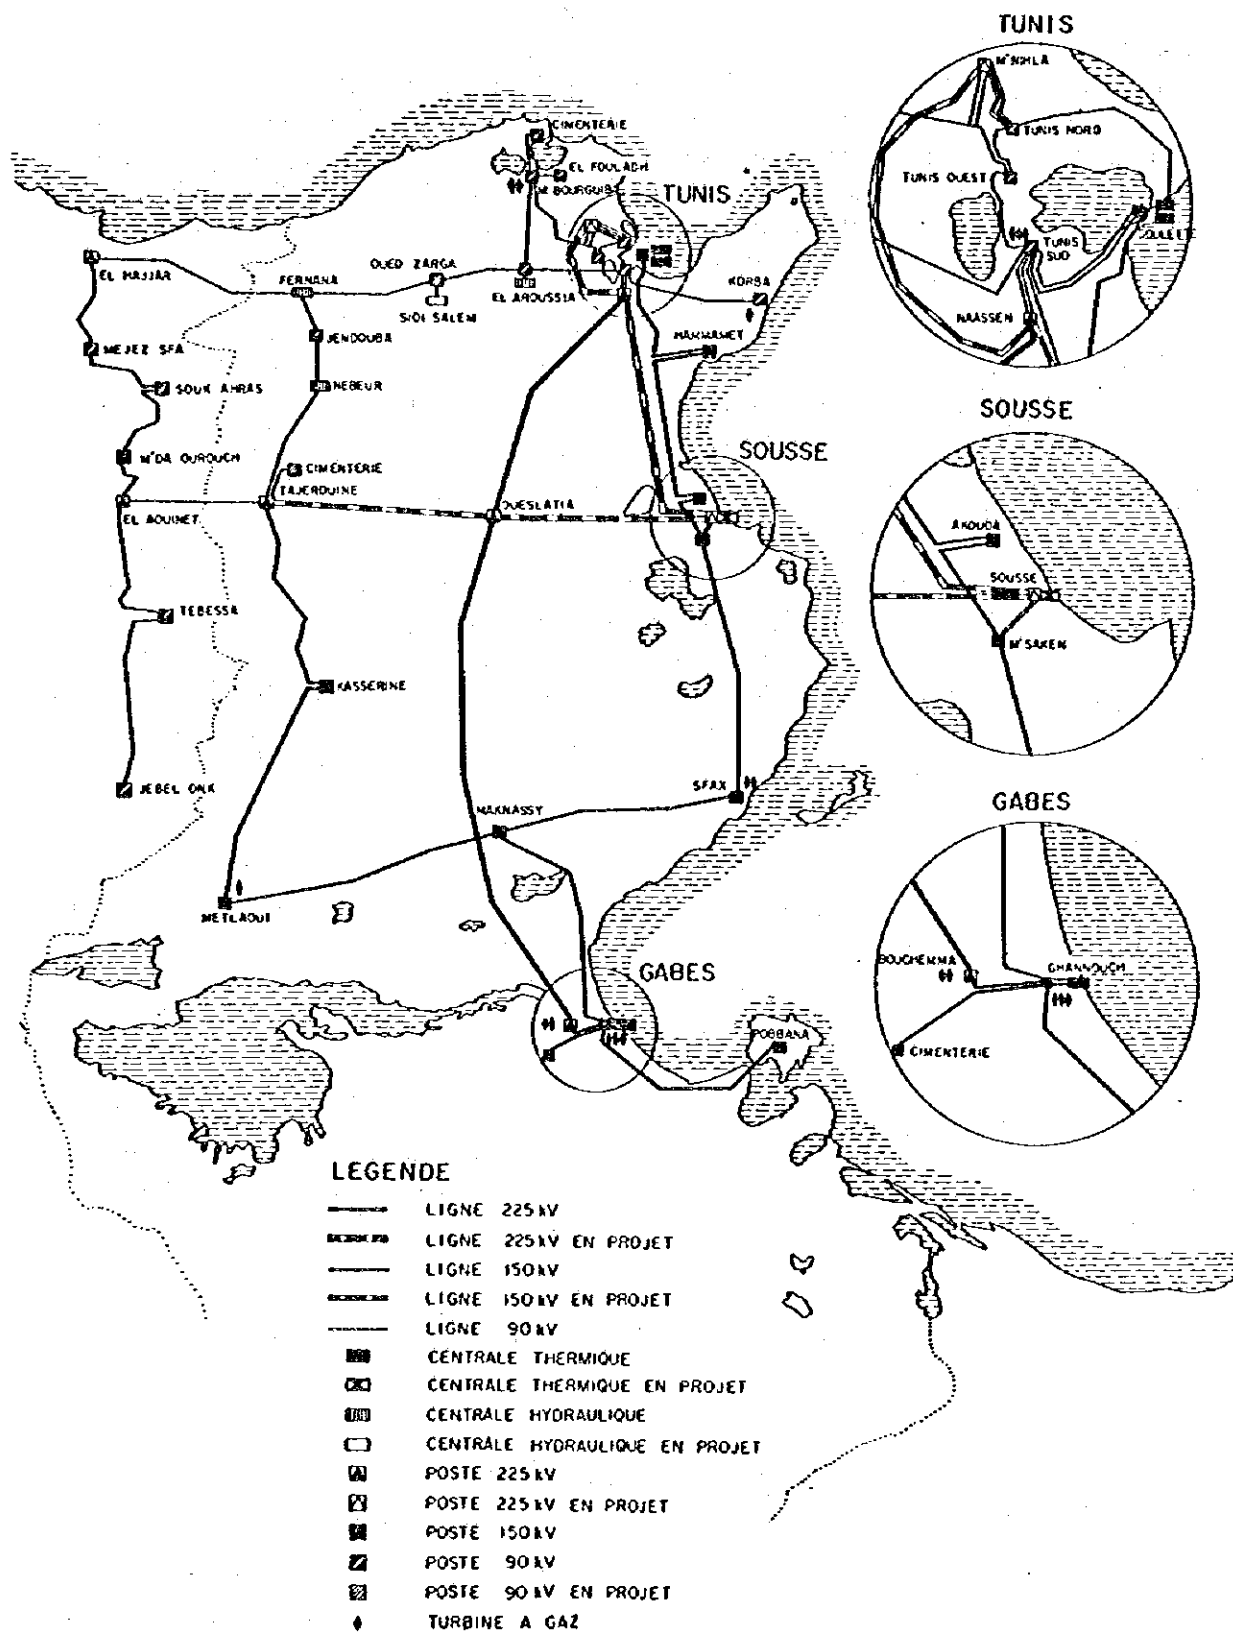 TUNIS
M'NIHLA
TUNIS NORD
TUNIS OUEST
GOULETTE
TUNIS
SUD
NAASSEN
CIMENTERIE
EL FOULADH
M. BOURGUIBA
TUNIS
EL HAJJAR
FERNANA
OUED ZARGA
SIDI SALEM
EL AROUSSIA
KORBA
JENDOUBA
HAMMAMET
MEJEZ SFA
SOUK AHRAS
NEBEUR
SOUSSE
M'DA OUROUCH
CIMENTERIE
TAJEROUINE
EL AOUINET
OUESLATIA
SOUSSE
AKOUDA
SOUSSE
M'SAKEN
TEBESSA
KASSERINE
JEBEL ONK
SFAX
MAKNASSY
METLAOUI
GABES
GABES
BOUCHEMMA
GHANNOUCH
CIMENTERIE
ROBBANA
LEGENDE
LIGNE 225 kV
LIGNE 225 kV EN PROJET
LIGNE 150 kV
LIGNE 150 kV EN PROJET
LIGNE 90 kV
CENTRALE THERMIQUE
CENTRALE THERMIQUE EN PROJET
CENTRALE HYDRAULIQUE
CENTRALE HYDRAULIQUE EN PROJET
POSTE 225 kV
POSTE 225 kV EN PROJET
POSTE 150 kV
POSTE 90 kV
POSTE 90 kV EN PROJET
TURBINE A GAZ